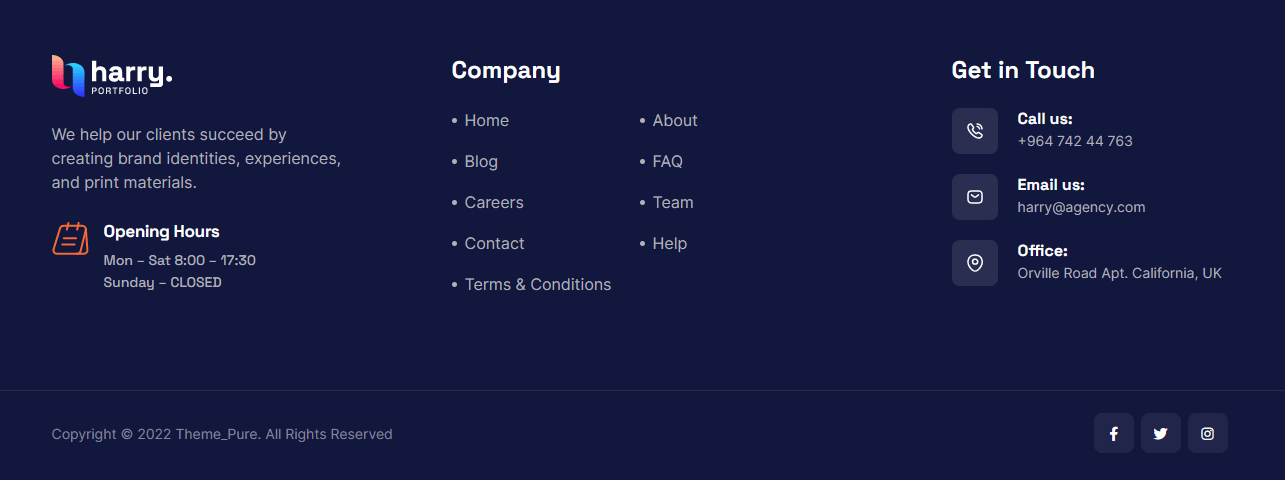 harry.
PORTFOLIO
We help our clients succeed by
creating brand identities, experiences,
and print materials.
Opening Hours
Mon – Sat 8:00 – 17:30
Sunday – CLOSED
Company
Home
Blog
Careers
Contact
Terms & Conditions
About
FAQ
Team
Help
Get in Touch
Call us:
+964 742 44 763
Email us:
harry@agency.com
Office:
Orville Road Apt. California, UK
Copyright © 2022 Theme_Pure. All Rights Reserved